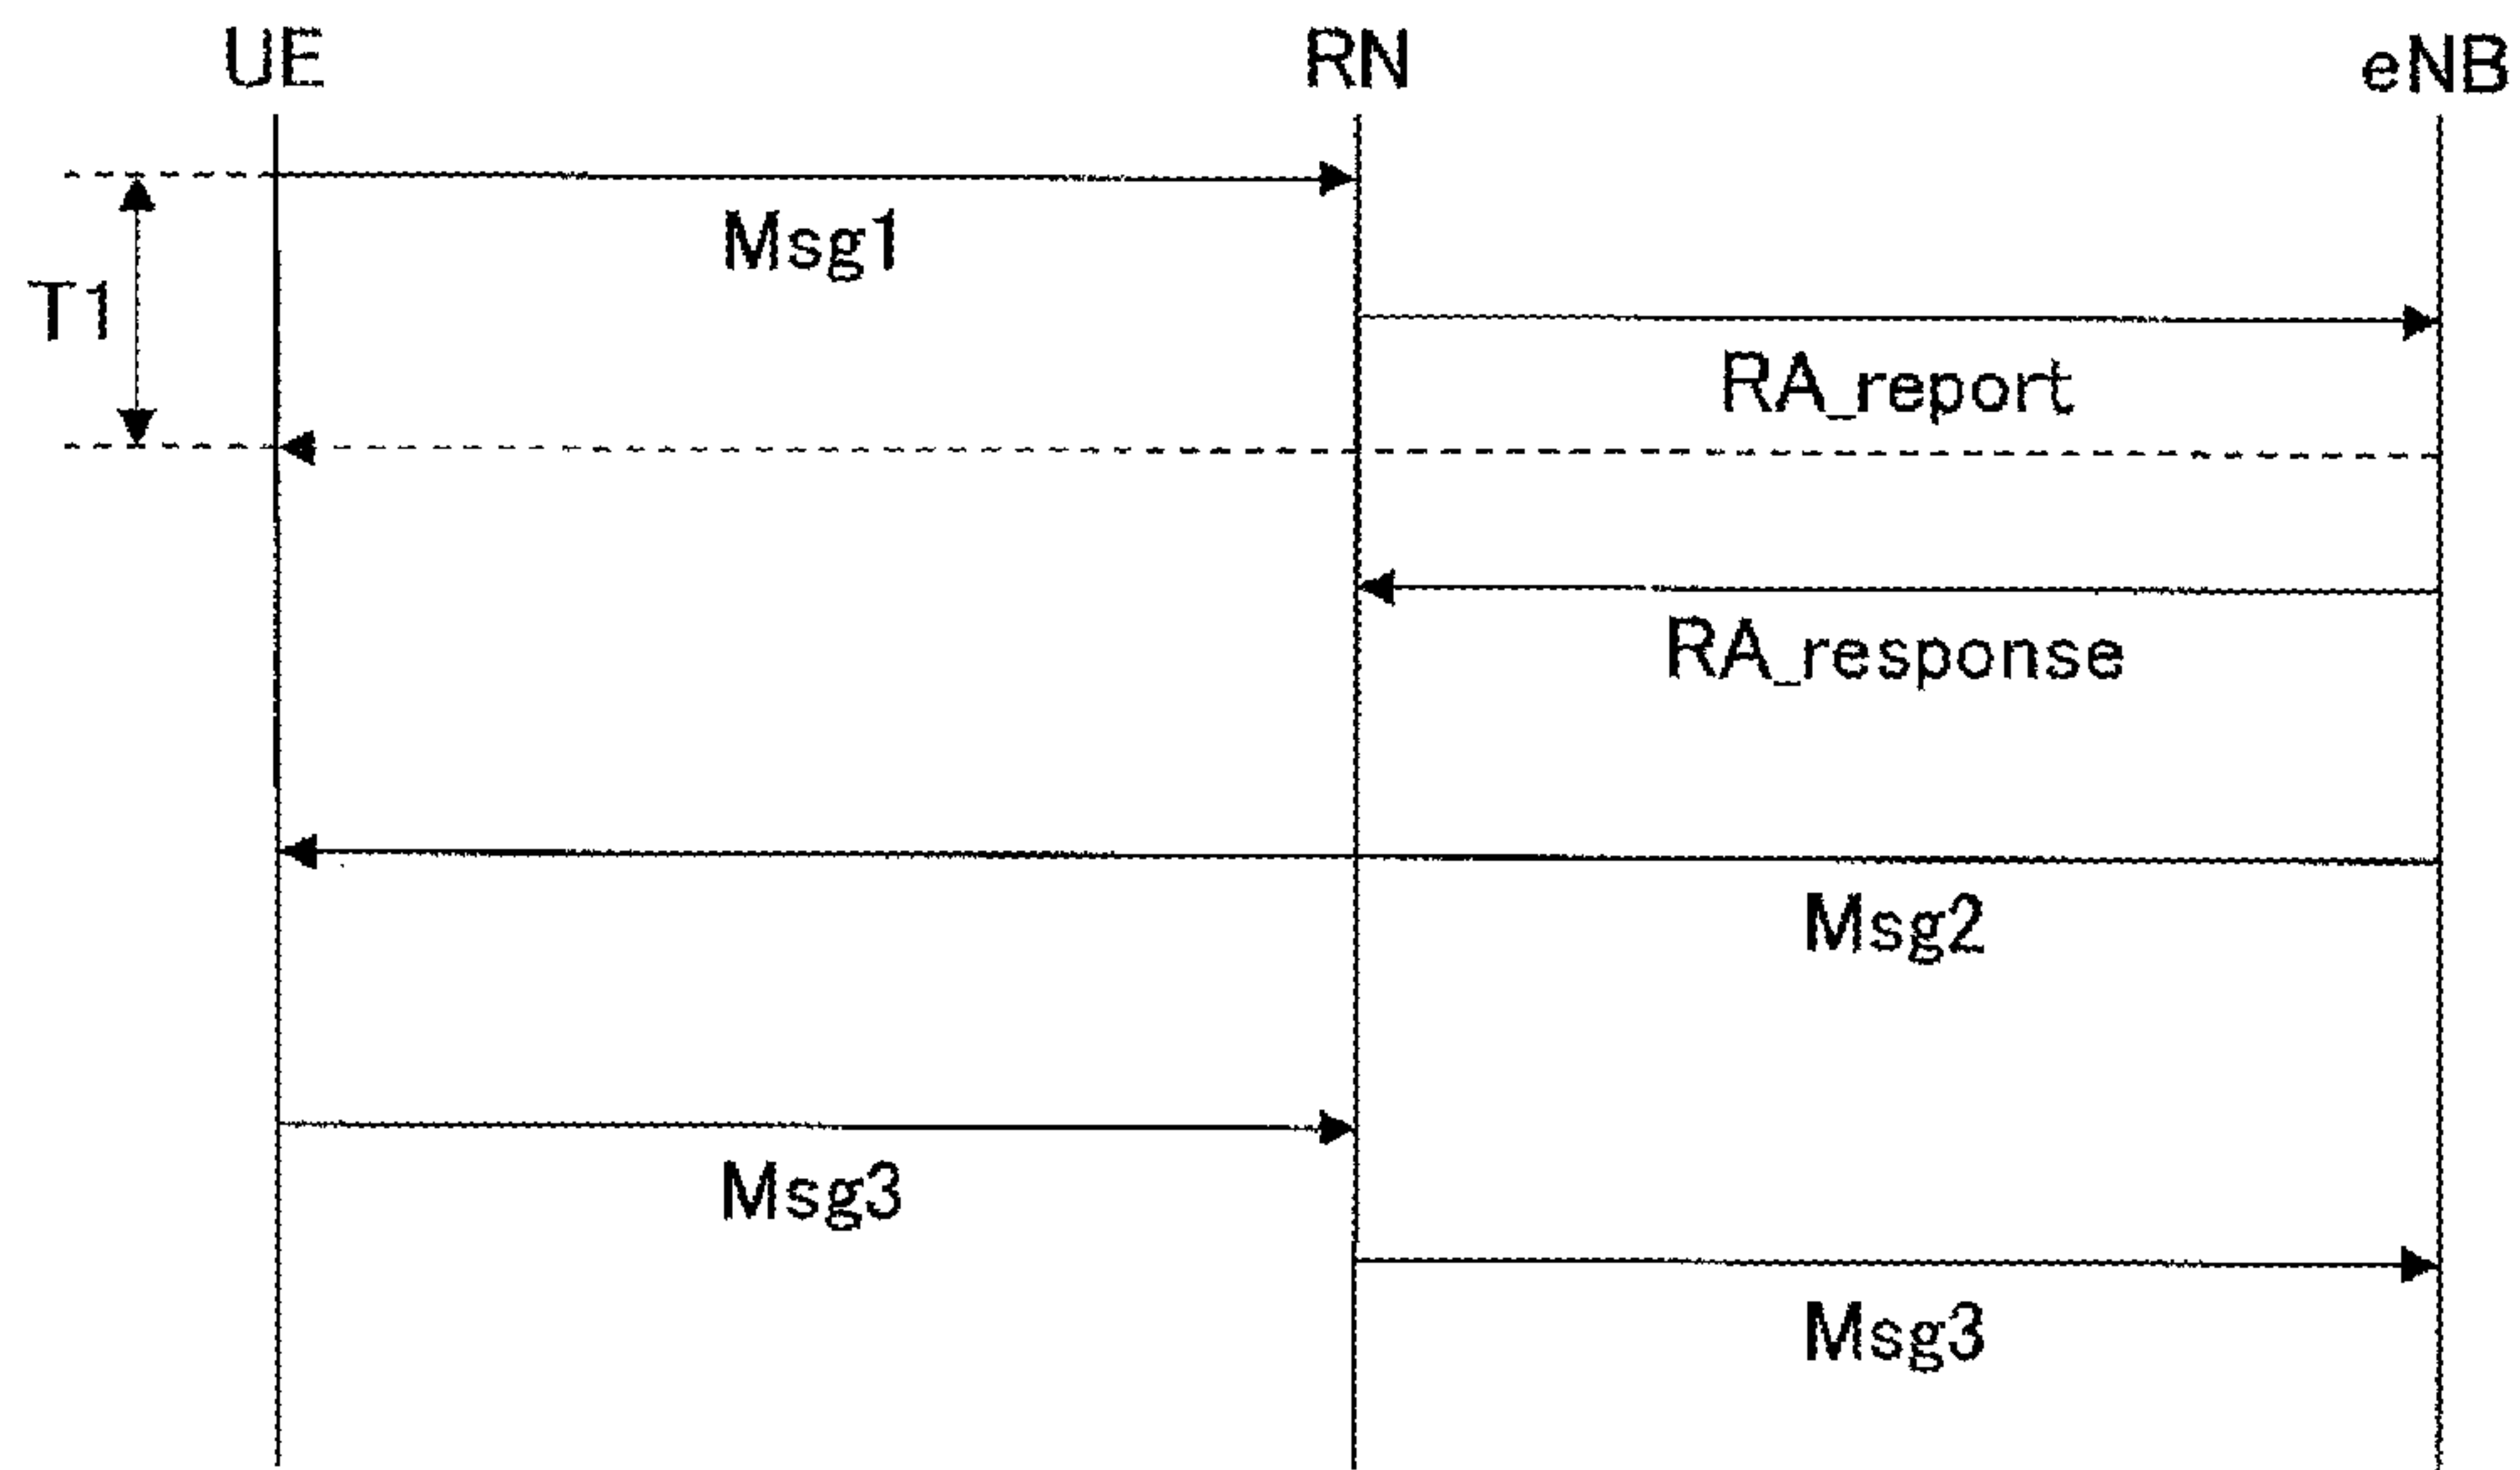 UE RN eNB
Msg1
T1
RA_report
RA_response
Msg2
Msg3
Msg3